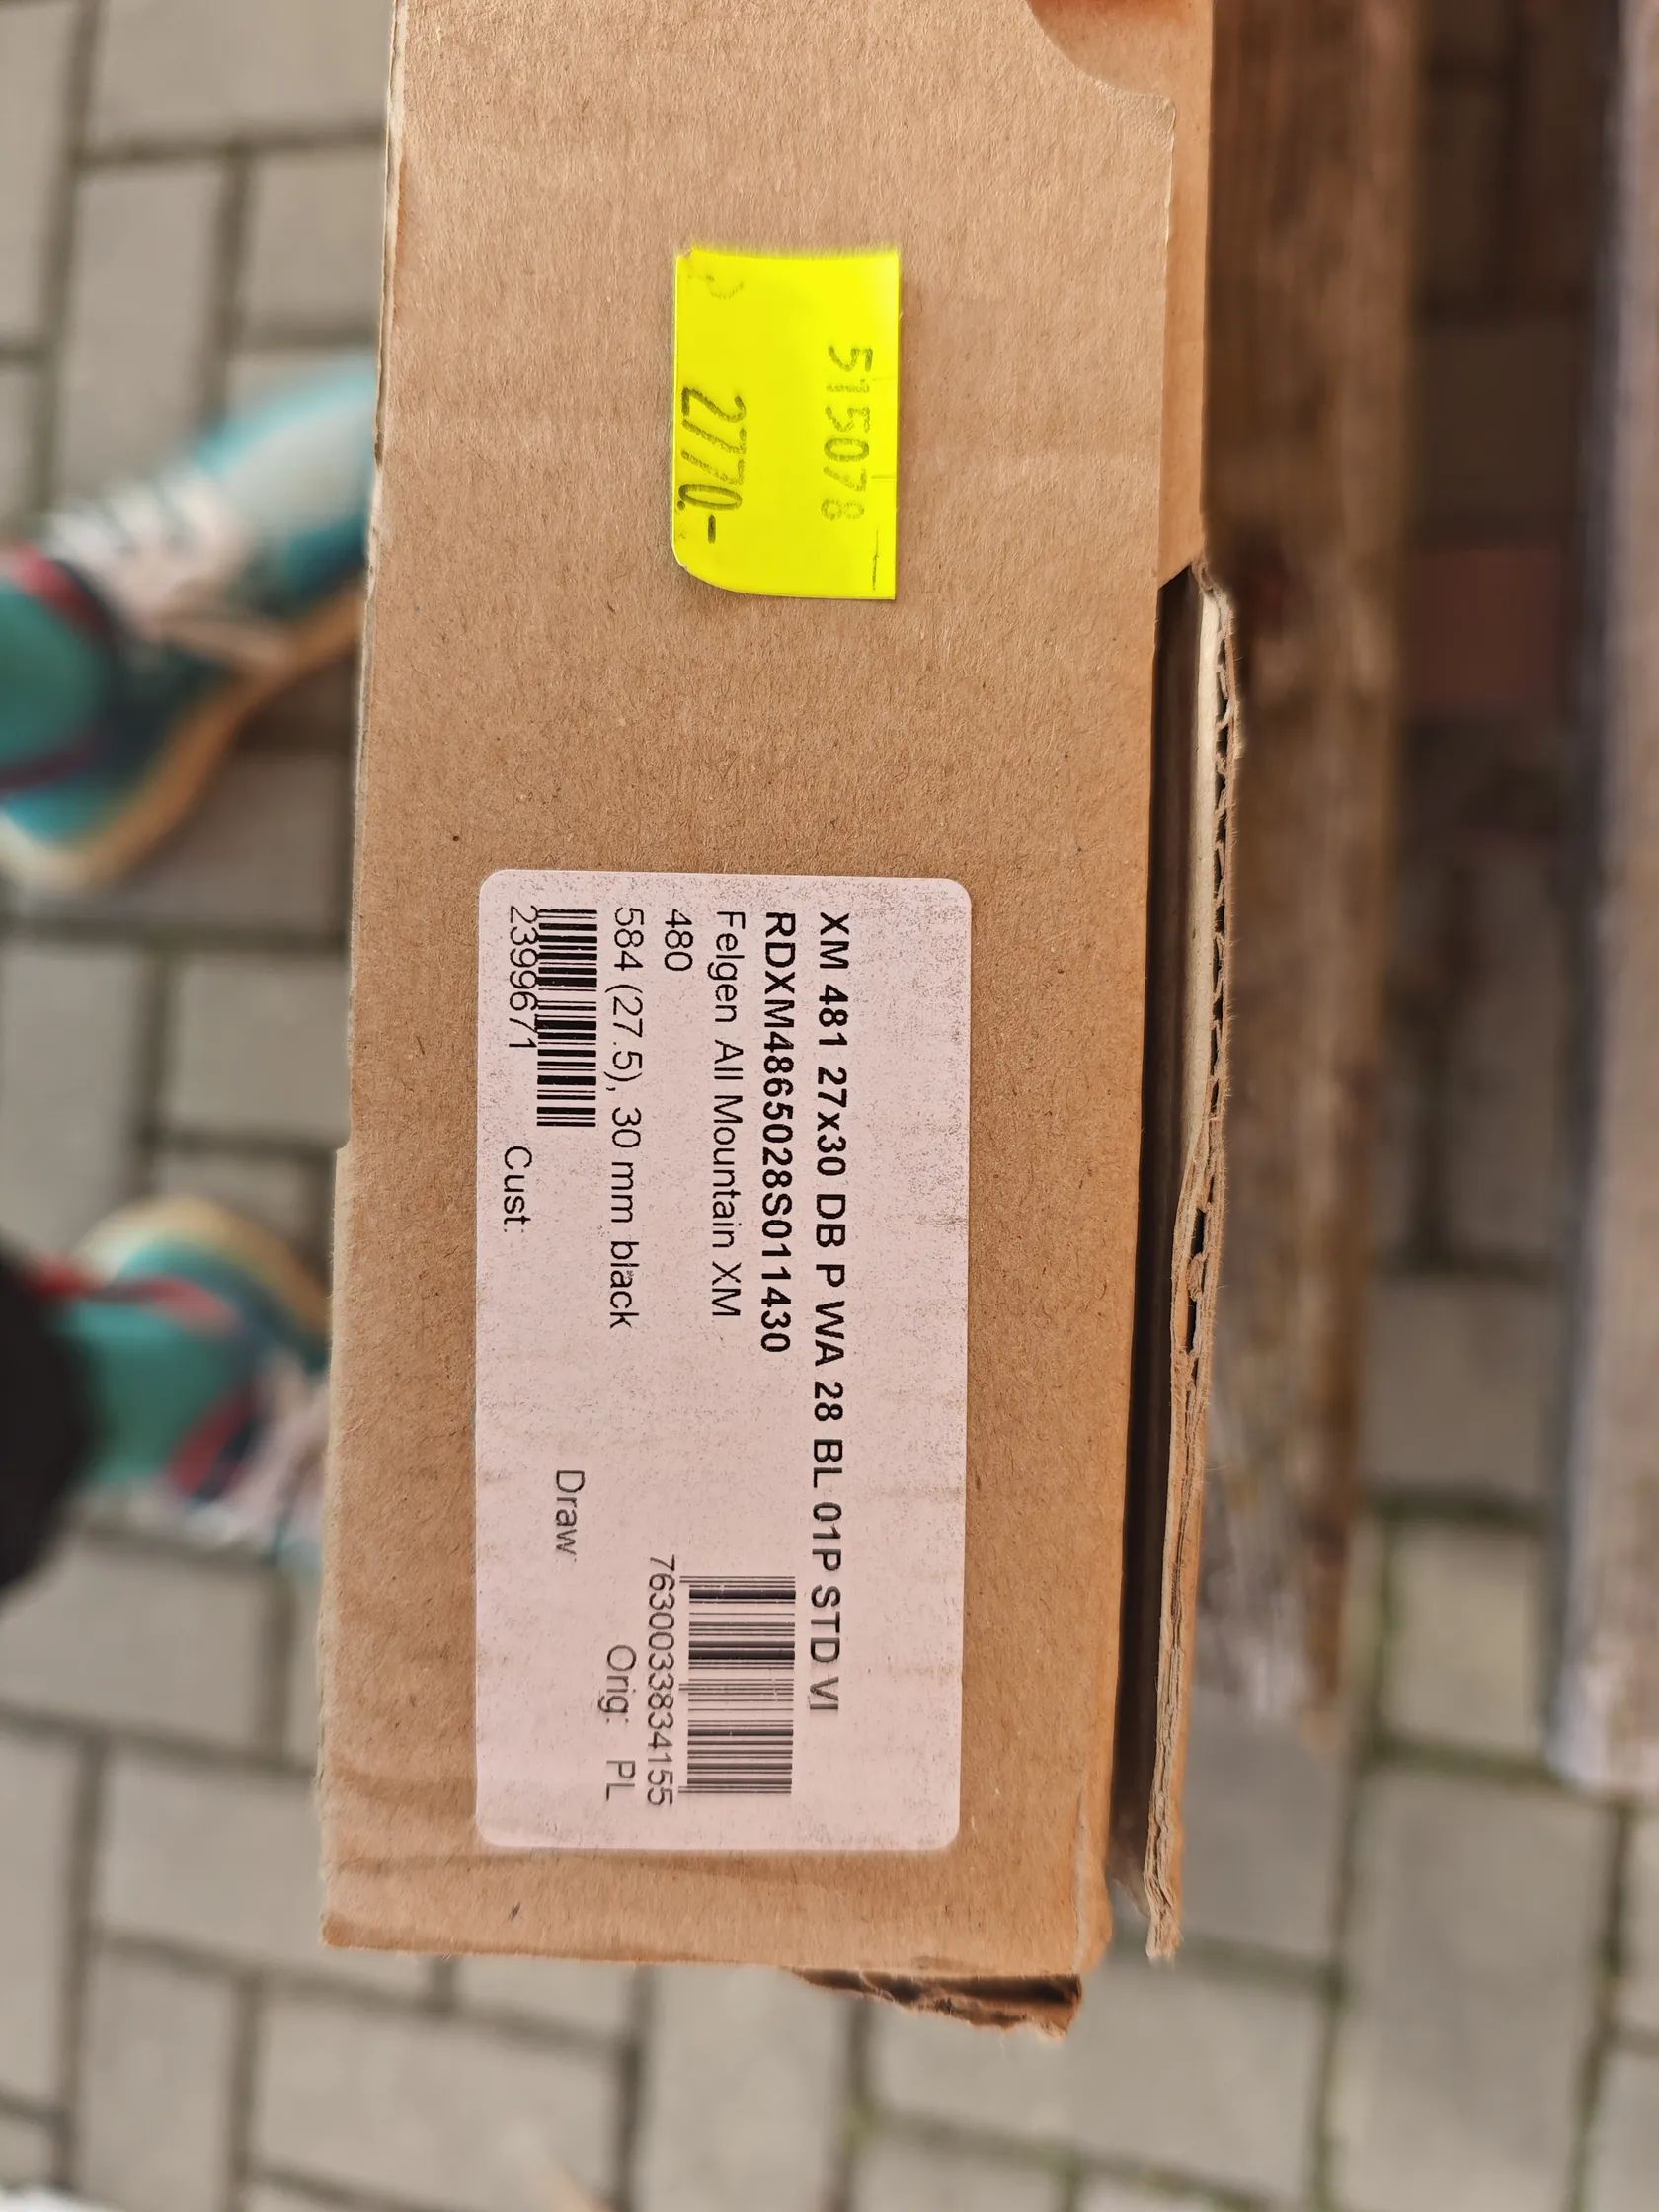 515078
2770.-
XM 481 27x30 DB P WA 28 BL 01P STD VI
RDXM4865028S011430
Felgen All Mountain XM
480
584 (27.5), 30 mm black
2399671
Cust:
Draw
7630033834155
Orig: PL